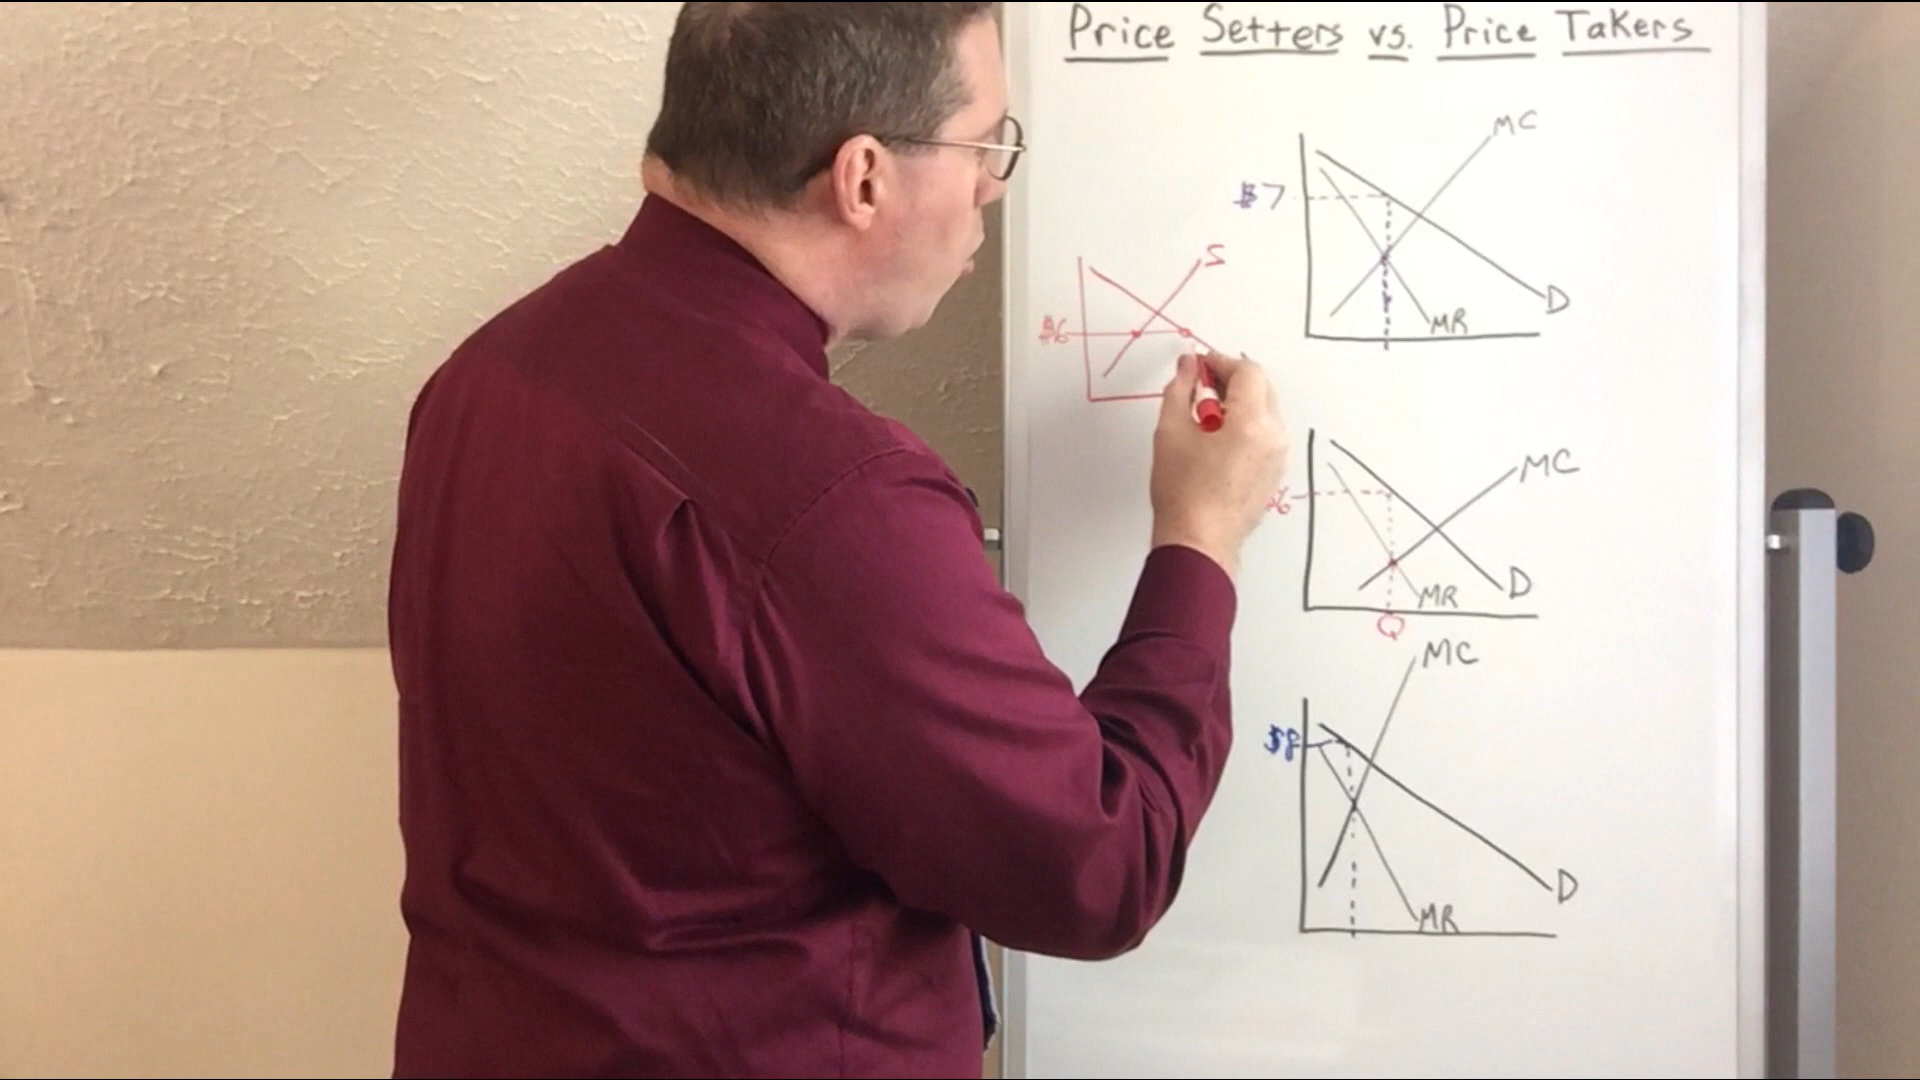 Price Setters vs. Price Takers
MC
$7
D
MR
S
$6
MC
$6
D
MR
Q
MC
$8
D
MR